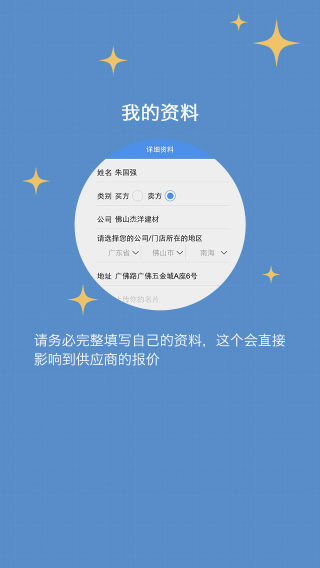 我的资料
详细资料
姓名 朱国强
类别 买方 卖方
公司 佛山杰洋建材
请选择您的公司/门店所在的地区
广东省 佛山市 南海
地址 广佛路广佛五金城A座6号
上传你的名片
请务必完整填写自己的资料，这个会直接
影响到供应商的报价